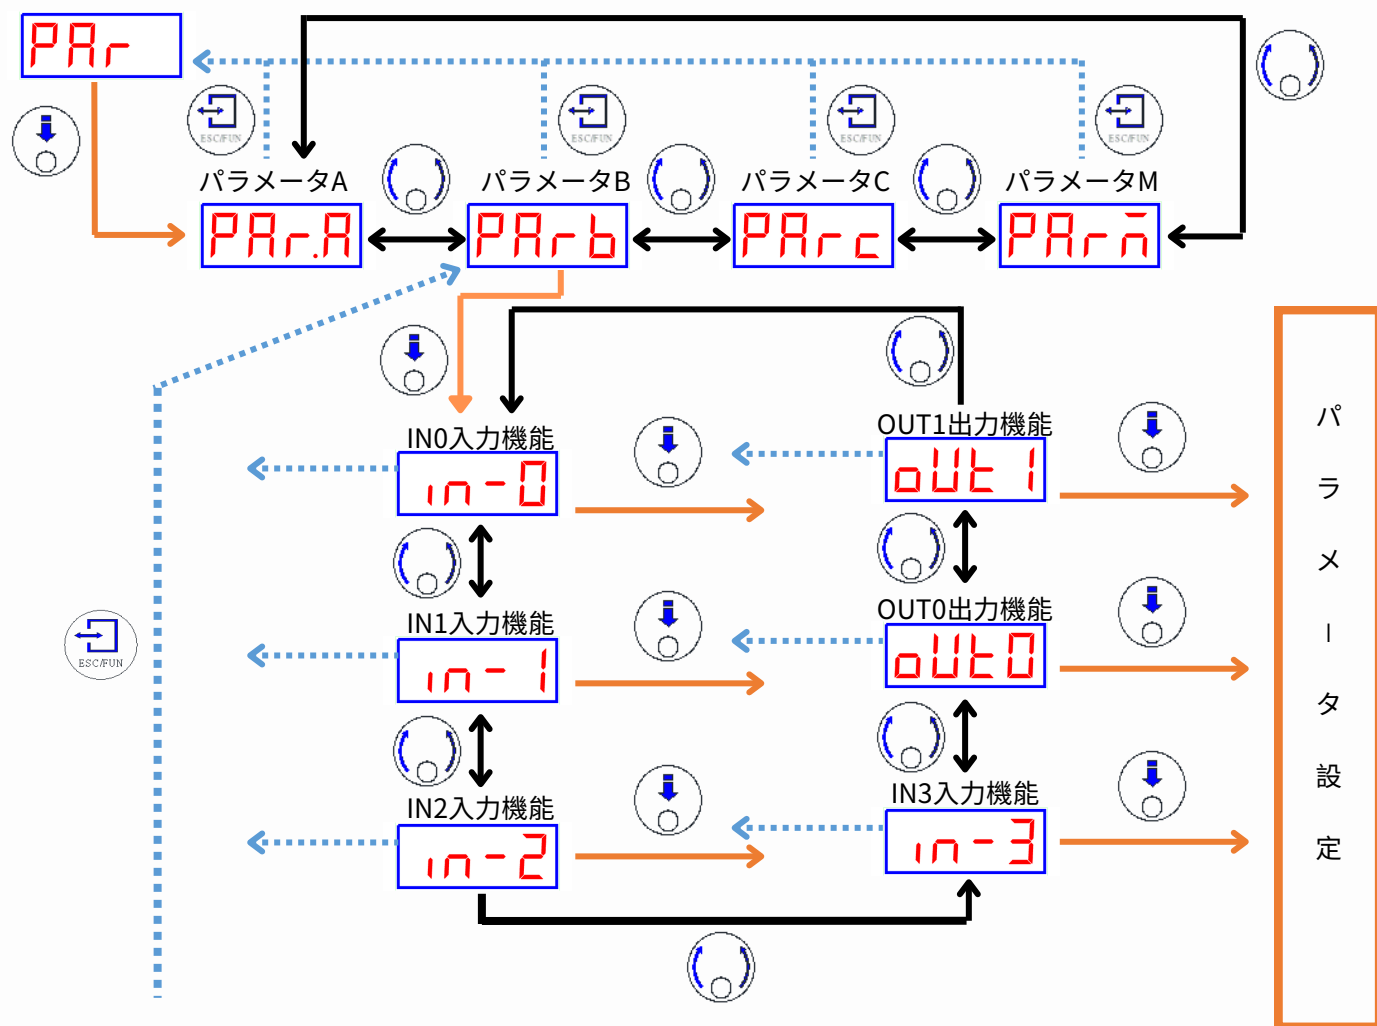 PAr
ESC/FUN
ESC/FUN
ESC/FUN
ESC/FUN
パラメータA
パラメータB
パラメータC
パラメータM
PAr.A
PArb
PArc
PArn̄
IN0入力機能
in-0
OUT1出力機能
oUt1
IN1入力機能
in-1
OUT0出力機能
oUt0
ESC/FUN
IN2入力機能
in-2
IN3入力機能
in-3
パラメータ設定